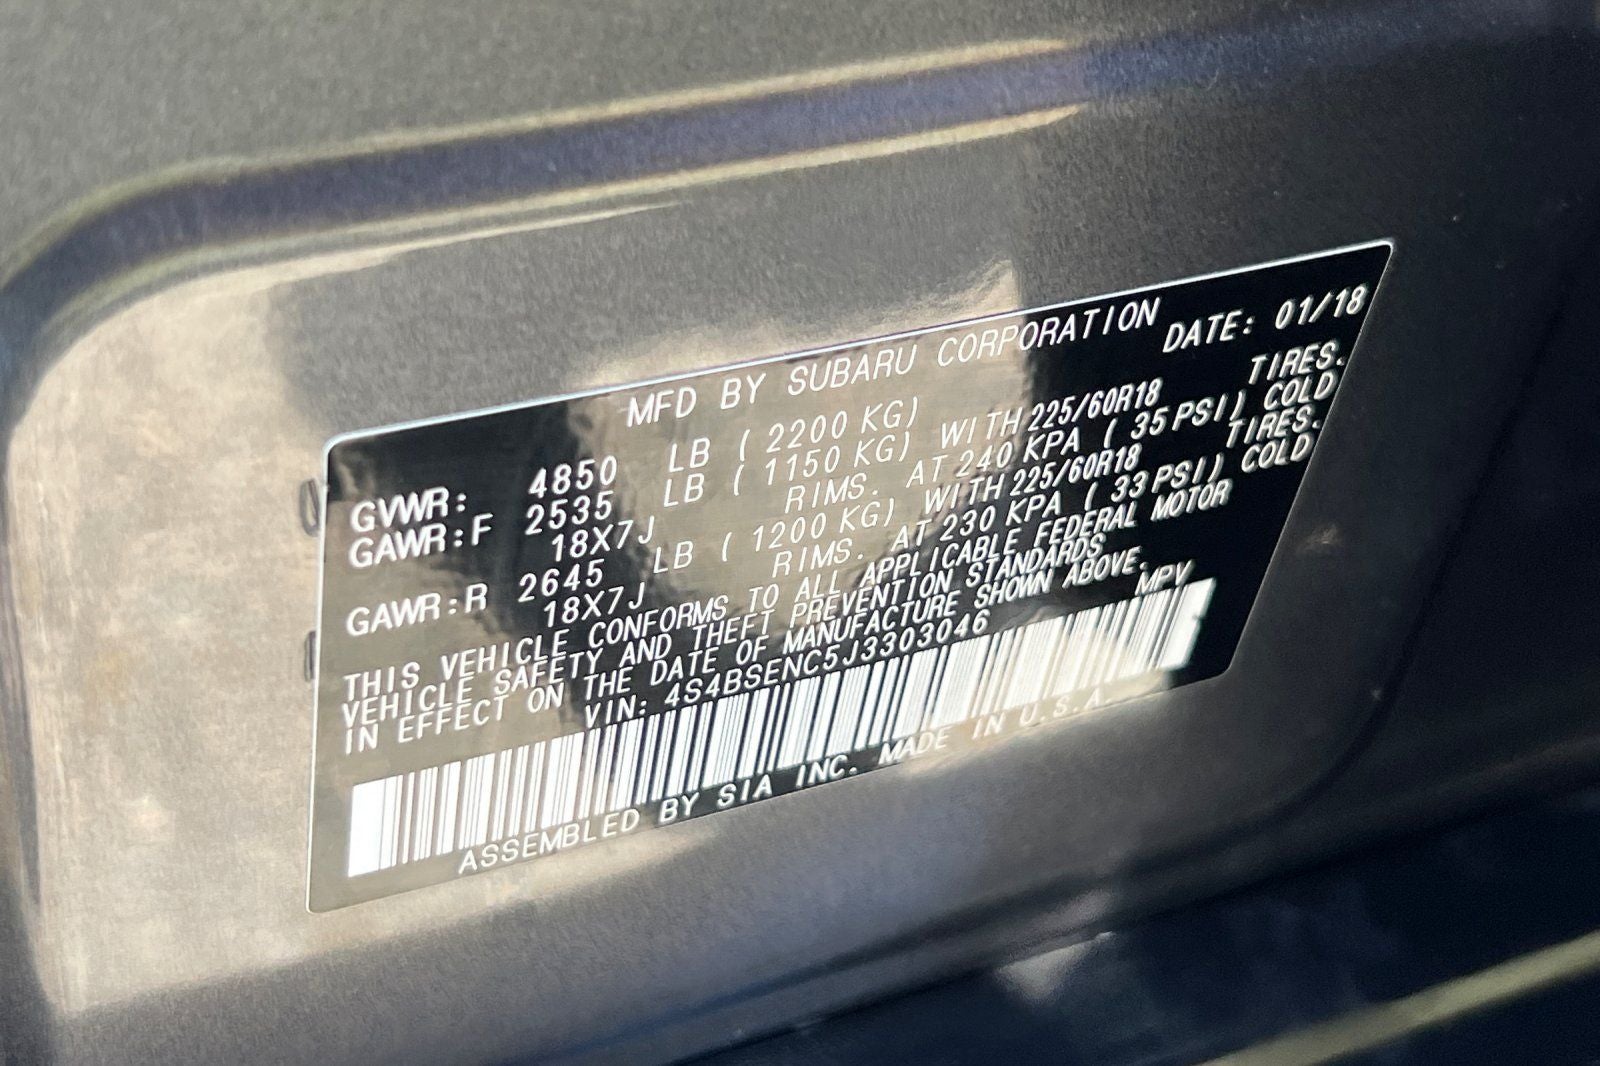 MFD BY SUBARU CORPORATION
DATE: 01/18
GVWR: 4850 LB ( 2200 KG)
GAWR:F 2535 LB ( 1150 KG) WITH 225/60R18 TIRES.
18X7J RIMS. AT 240 KPA ( 35 PSI) COLD
GAWR:R 2645 LB ( 1200 KG) WITH 225/60R18 TIRES.
18X7J RIMS. AT 230 KPA ( 33 PSI) COLD
THIS VEHICLE CONFORMS TO ALL APPLICABLE FEDERAL MOTOR
VEHICLE SAFETY AND THEFT PREVENTION STANDARDS
IN EFFECT ON THE DATE OF MANUFACTURE SHOWN ABOVE.
VIN: 4S4BSENC5J3303046 MPV
ASSEMBLED BY SIA INC. MADE IN U.S.A.